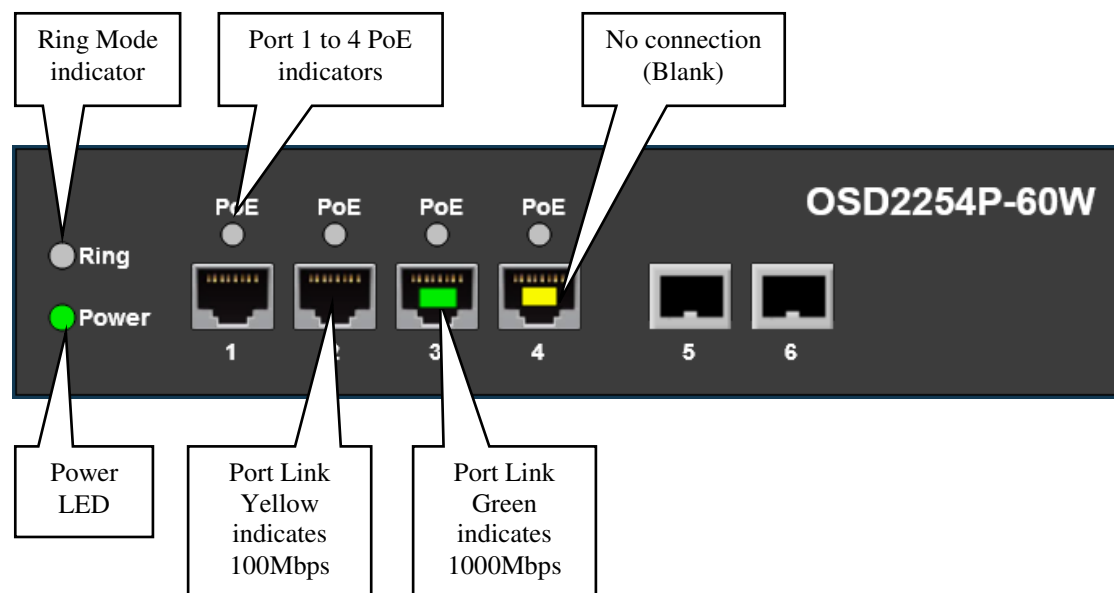 Ring Mode
indicator
Port 1 to 4 PoE
indicators
No connection
(Blank)
PoE
PoE
PoE
PoE
OSD2254P-60W
Ring
Power
1
2
3
4
5
6
Power
LED
Port Link
Yellow
indicates
100Mbps
Port Link
Green
indicates
1000Mbps